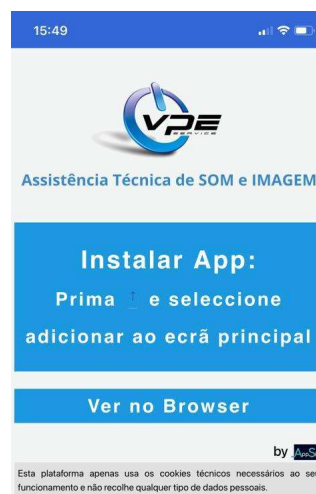 15:49
VPE
SERVICE
Assistência Técnica de SOM e IMAGEM
Instalar App:
Prima ↑ e seleccione
adicionar ao ecrã principal
Ver no Browser
by
Esta plataforma apenas usa os cookies técnicos necessários ao
funcionamento e não recolhe qualquer tipo de dados pessoais.